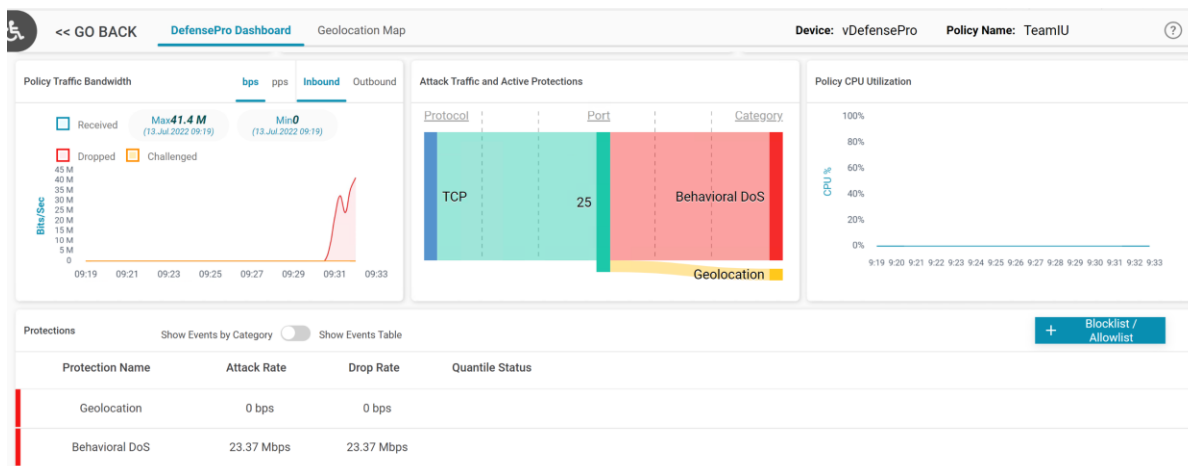 << GO BACK DefensePro Dashboard Geolocation Map Device: vDefensePro Policy Name: TeamIU ?
Policy Traffic Bandwidth bps pps Inbound Outbound
Received Max41.4 M Min0
(13.Jul.2022 09:19) (13.Jul.2022 09:19)
Dropped Challenged
45 M
40 M
35 M
30 M
25 M
20 M
15 M
10 M
5 M
0
Bits/Sec
09:19 09:21 09:23 09:25 09:27 09:29 09:31 09:33
Attack Traffic and Active Protections
Protocol Port Category
TCP 25 Behavioral DoS
Geolocation
Policy CPU Utilization
100%
80%
60%
40%
20%
0%
CPU %
9:19 9:20 9:21 9:22 9:23 9:24 9:25 9:26 9:27 9:28 9:29 9:30 9:31 9:32 9:33
Protections Show Events by Category Show Events Table
+ Blocklist /
Allowlist
Protection Name Attack Rate Drop Rate Quantile Status
Geolocation 0 bps 0 bps
Behavioral DoS 23.37 Mbps 23.37 Mbps